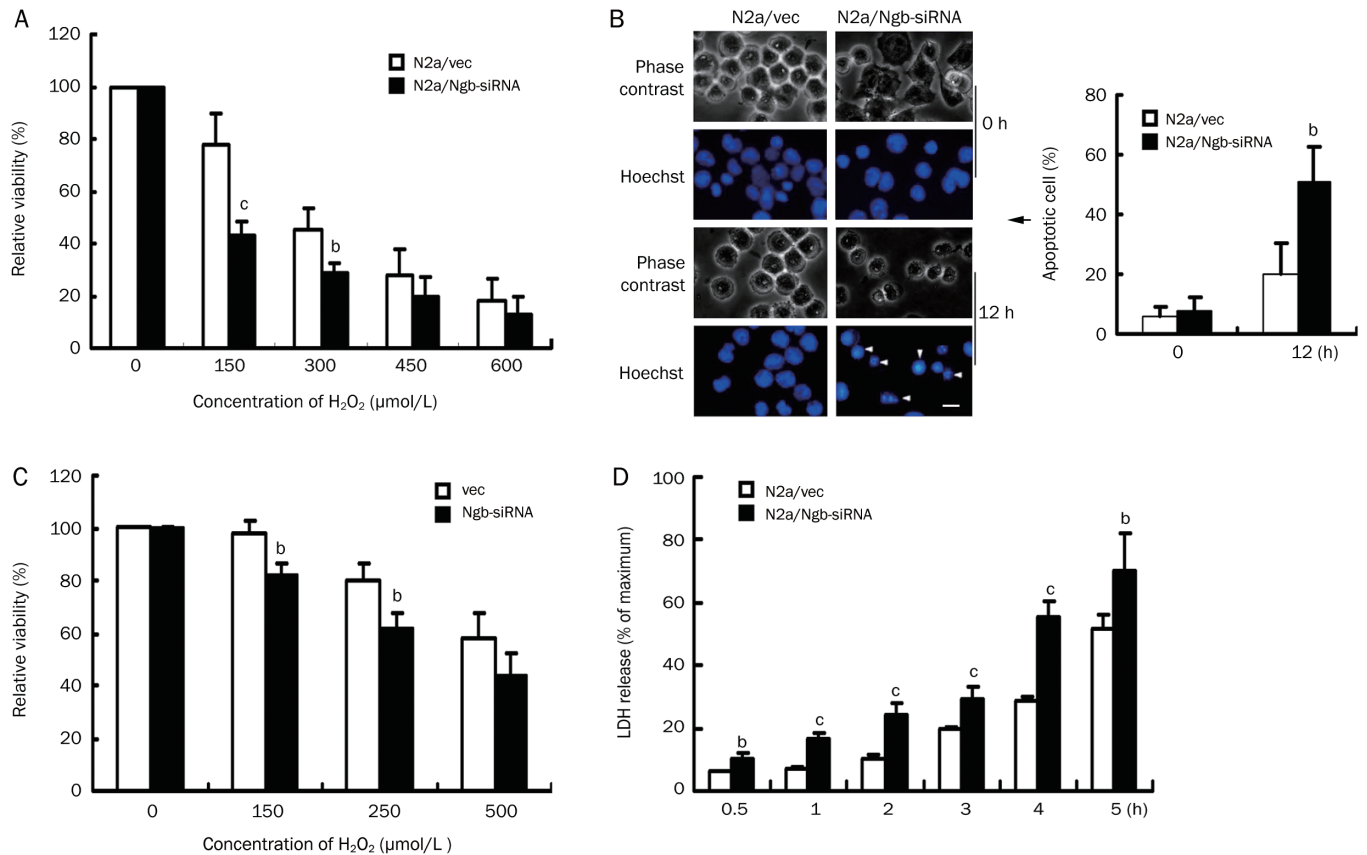 A
120
100
80
60
40
20
0
Relative viability (%)
N2a/vec
N2a/Ngb-siRNA
c
b
0 150 300 450 600
Concentration of H₂O₂ (μmol/L)
B
N2a/vec N2a/Ngb-siRNA
Phase
contrast
Hoechst
0 h
Phase
contrast
Hoechst
12 h
80
60
40
20
0
Apoptotic cell (%)
N2a/vec
N2a/Ngb-siRNA
b
0 12 (h)
C
120
100
80
60
40
20
0
Relative viability (%)
vec
Ngb-siRNA
b
b
0 150 250 500
Concentration of H₂O₂ (μmol/L )
D
100
80
60
40
20
0
LDH release (% of maximum)
N2a/vec
N2a/Ngb-siRNA
b
c
c
c
c
b
0.5 1 2 3 4 5 (h)